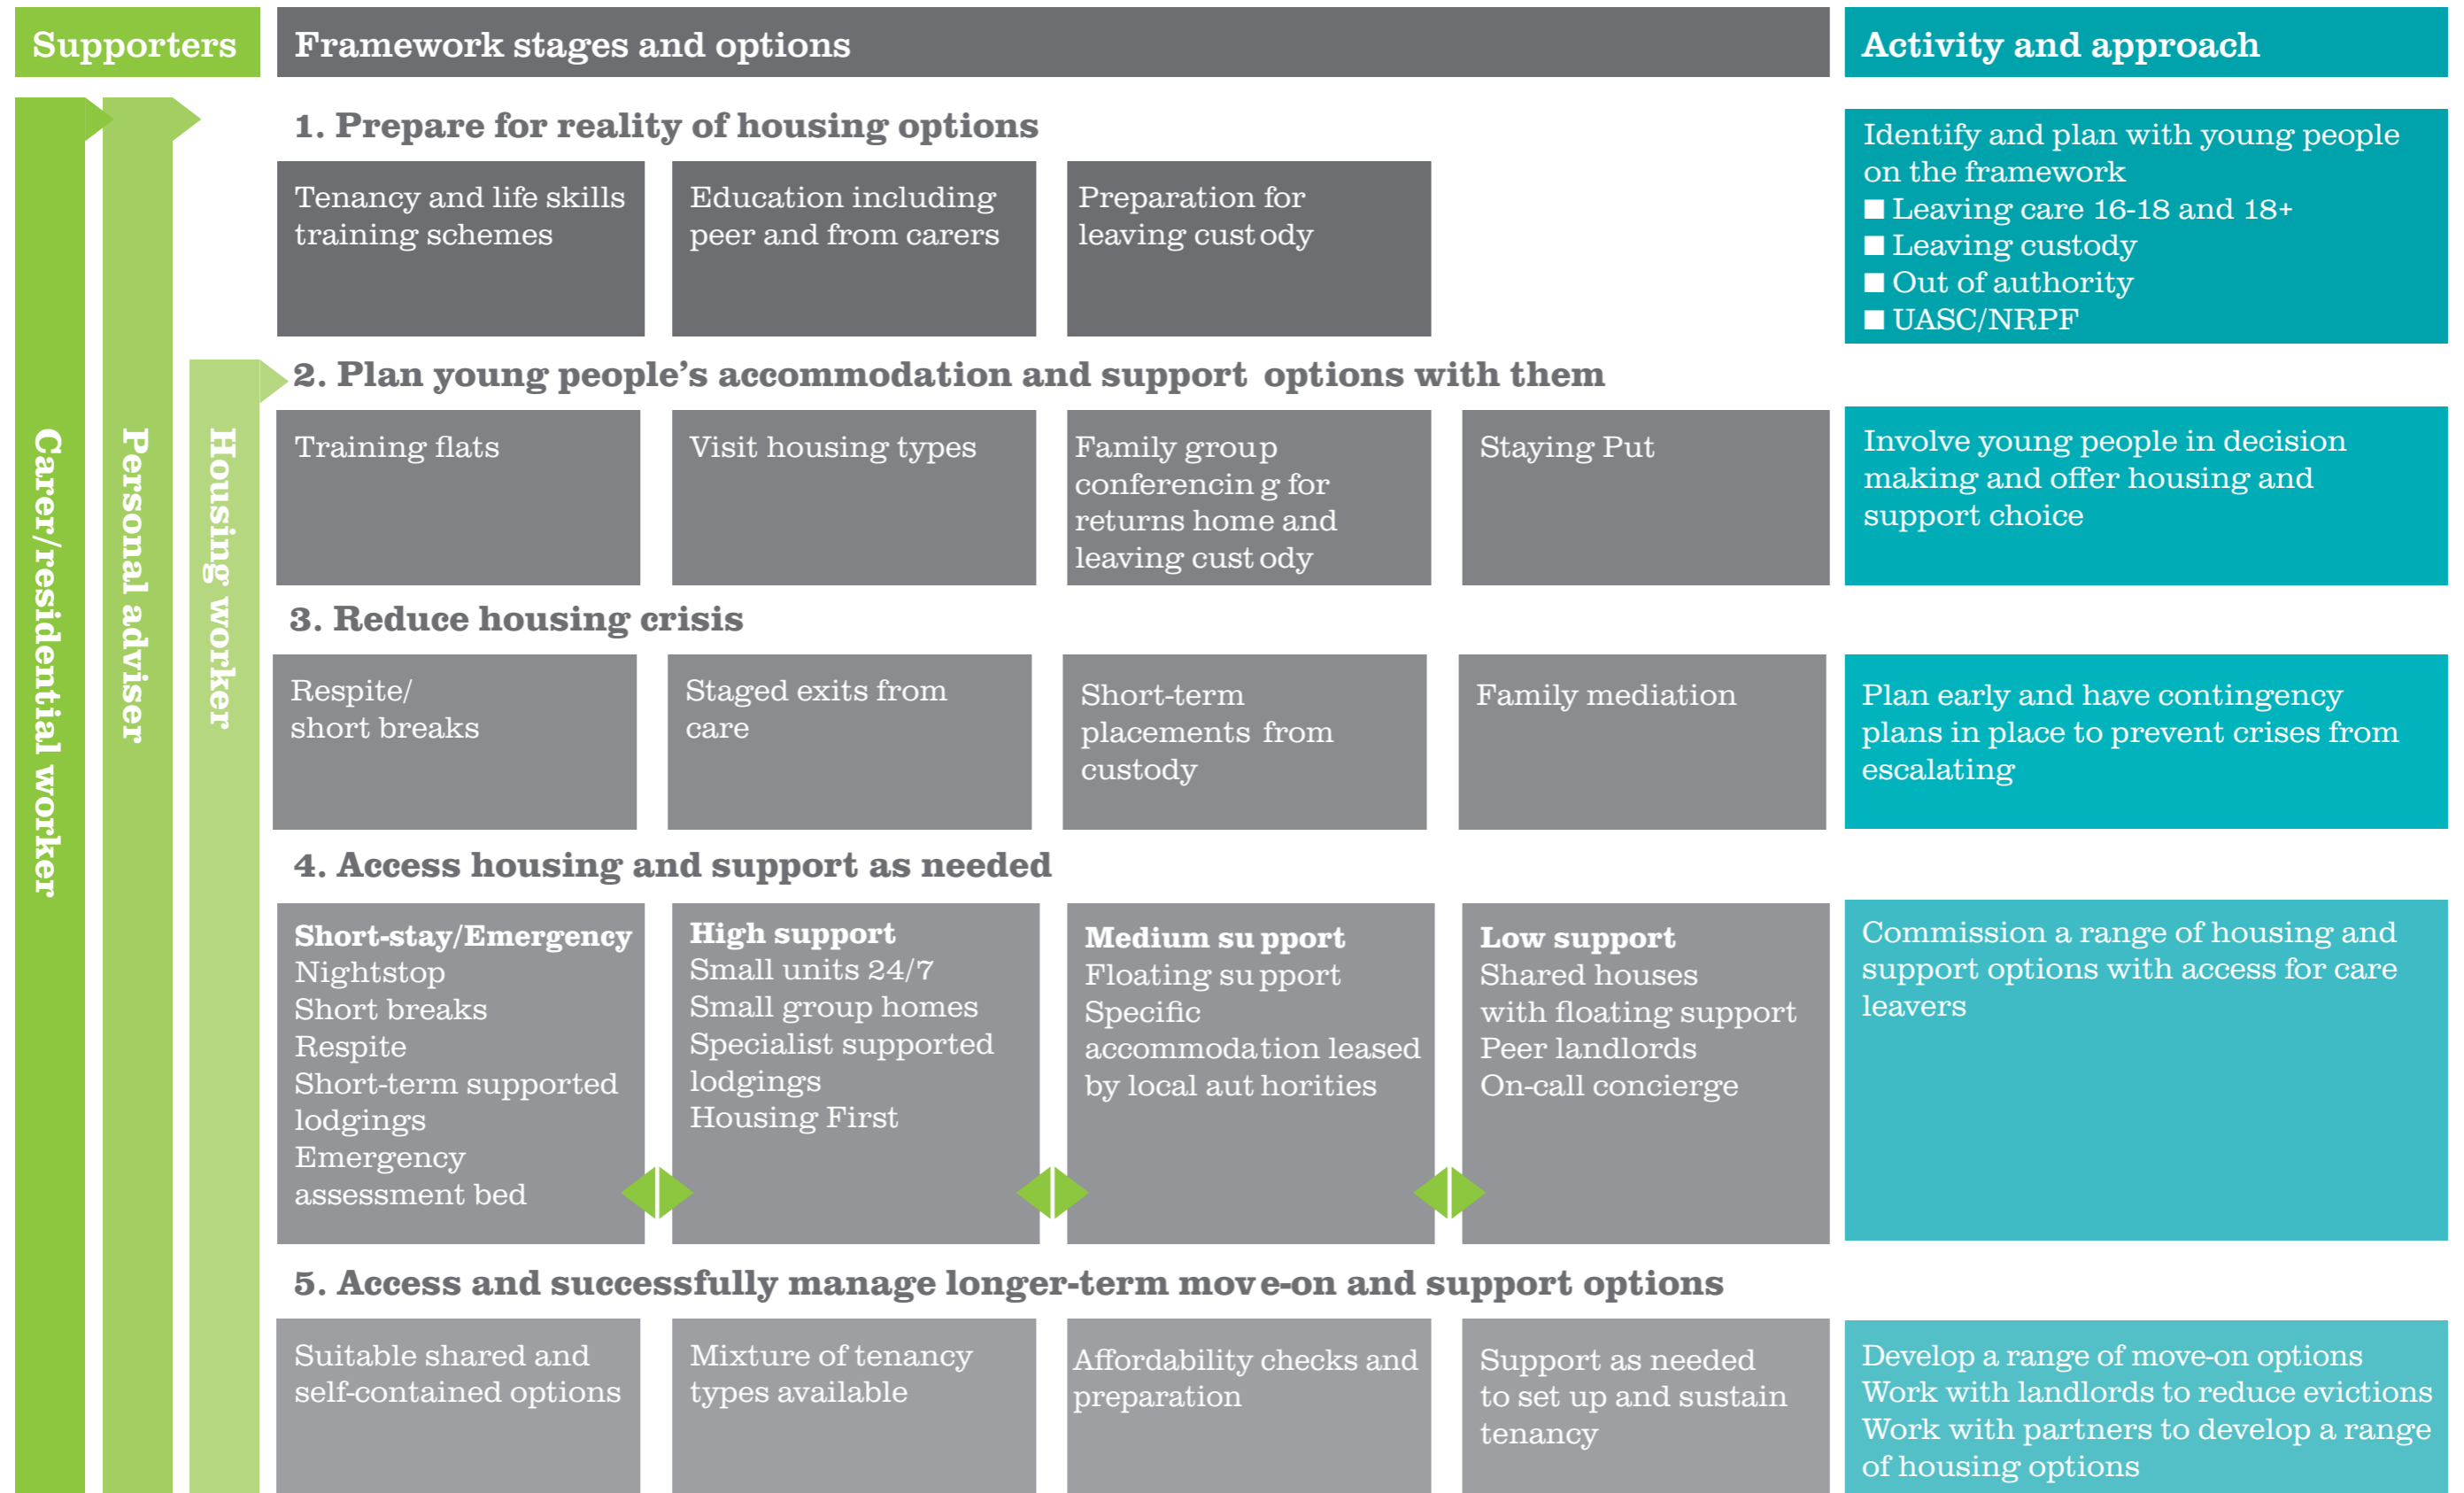 Supporters
Framework stages and options
Activity and approach
Carer/residential worker
Personal adviser
Housing worker
1. Prepare for reality of housing options
Tenancy and life skills
training schemes
Education including
peer and from carers
Preparation for
leaving cust ody
Identify and plan with young people
on the framework
■ Leaving care 16-18 and 18+
■ Leaving custody
■ Out of authority
■ UASC/NRPF
2. Plan young people’s accommodation and support options with them
Training flats
Visit housing types
Family group
conferencin g for
returns home and
leaving cust ody
Staying Put
Involve young people in decision
making and offer housing and
support choice
3. Reduce housing crisis
Respite/
short breaks
Staged exits from
care
Short-term
placements from
custody
Family mediation
Plan early and have contingency
plans in place to prevent crises from
escalating
4. Access housing and support as needed
Short-stay/Emergency
Nightstop
Short breaks
Respite
Short-term supported
lodgings
Emergency
assessment bed
High support
Small units 24/7
Small group homes
Specialist supported
lodgings
Housing First
Medium su pport
Floating su pport
Specific
accommodation leased
by local aut horities
Low support
Shared houses
with floating support
Peer landlords
On-call concierge
Commission a range of housing and
support options with access for care
leavers
5. Access and successfully manage longer-term move-on and support options
Suitable shared and
self-contained options
Mixture of tenancy
types available
Affordability checks and
preparation
Support as needed
to set up and sustain
tenancy
Develop a range of move-on options
Work with landlords to reduce evictions
Work with partners to develop a range
of housing options